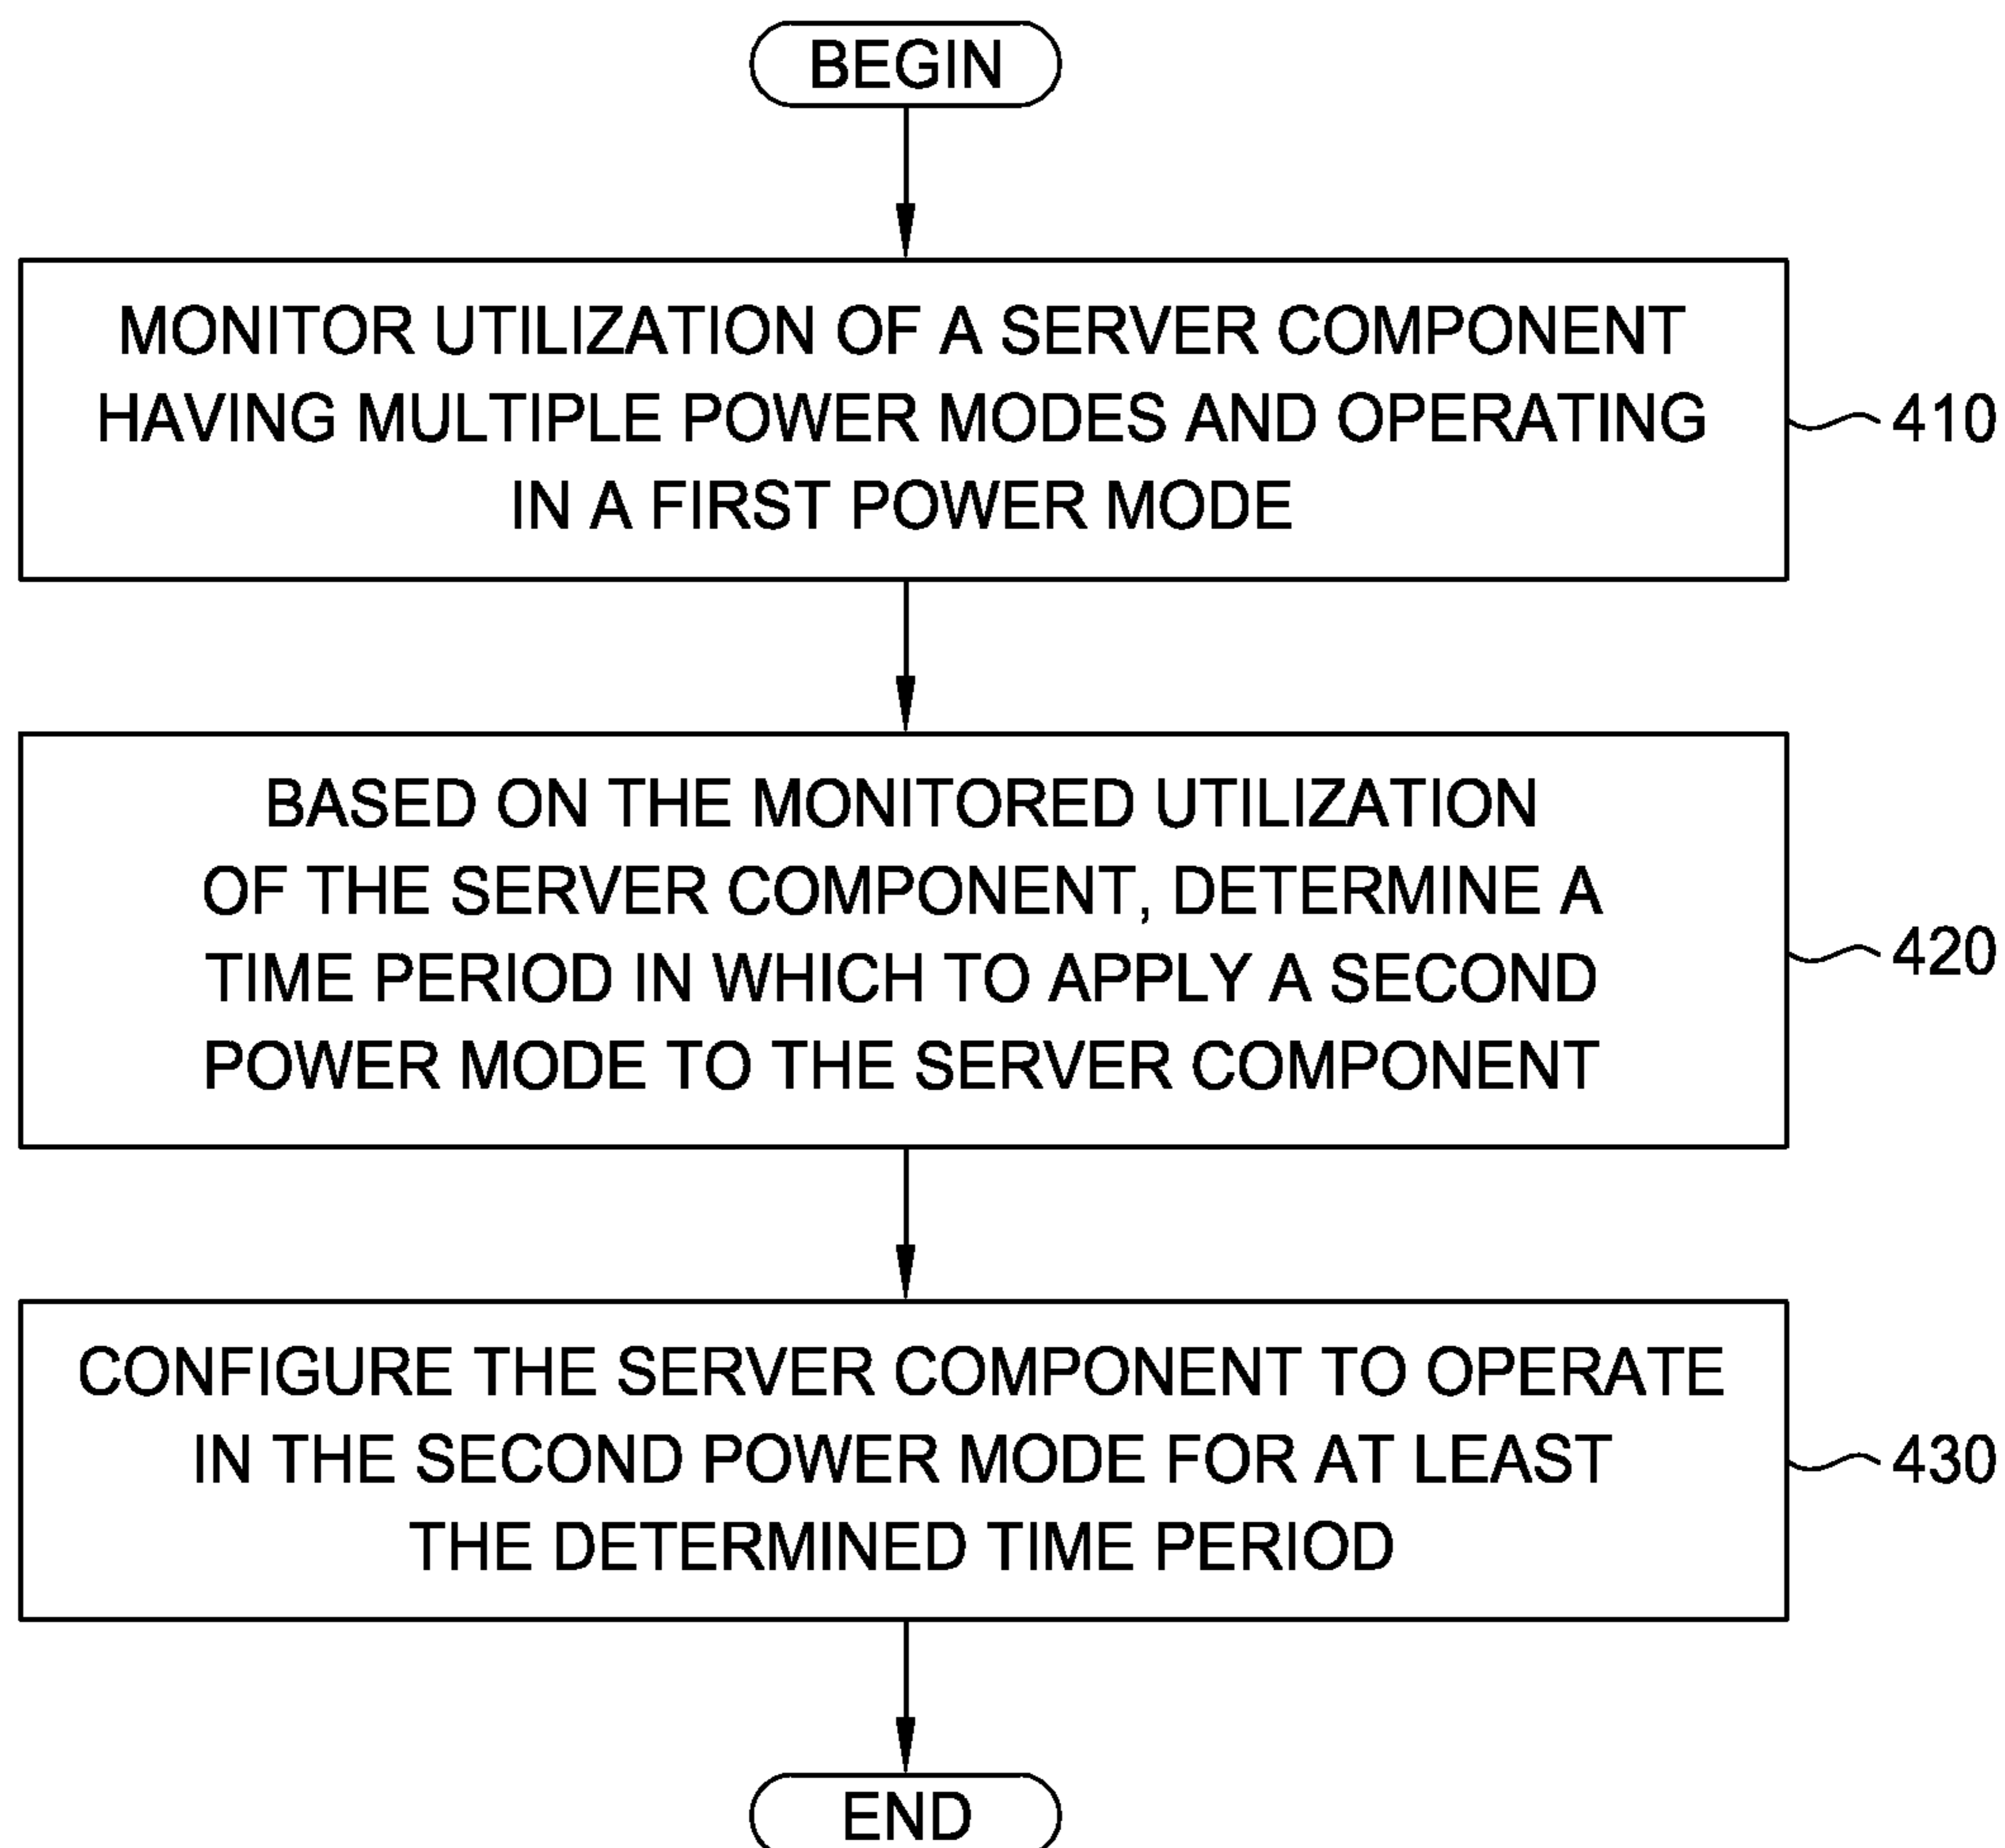 BEGIN
MONITOR UTILIZATION OF A SERVER COMPONENT
HAVING MULTIPLE POWER MODES AND OPERATING
IN A FIRST POWER MODE
410
BASED ON THE MONITORED UTILIZATION
OF THE SERVER COMPONENT, DETERMINE A
TIME PERIOD IN WHICH TO APPLY A SECOND
POWER MODE TO THE SERVER COMPONENT
420
CONFIGURE THE SERVER COMPONENT TO OPERATE
IN THE SECOND POWER MODE FOR AT LEAST
THE DETERMINED TIME PERIOD
430
END